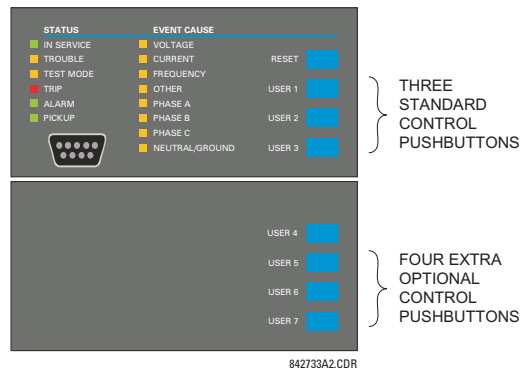 STATUS
IN SERVICE
TROUBLE
TEST MODE
TRIP
ALARM
PICKUP
EVENT CAUSE
VOLTAGE
CURRENT
FREQUENCY
OTHER
PHASE A
PHASE B
PHASE C
NEUTRAL/GROUND
RESET
USER 1
USER 2
USER 3
THREE
STANDARD
CONTROL
PUSHBUTTONS
USER 4
USER 5
USER 6
USER 7
FOUR EXTRA
OPTIONAL
CONTROL
PUSHBUTTONS
842733A2.CDR